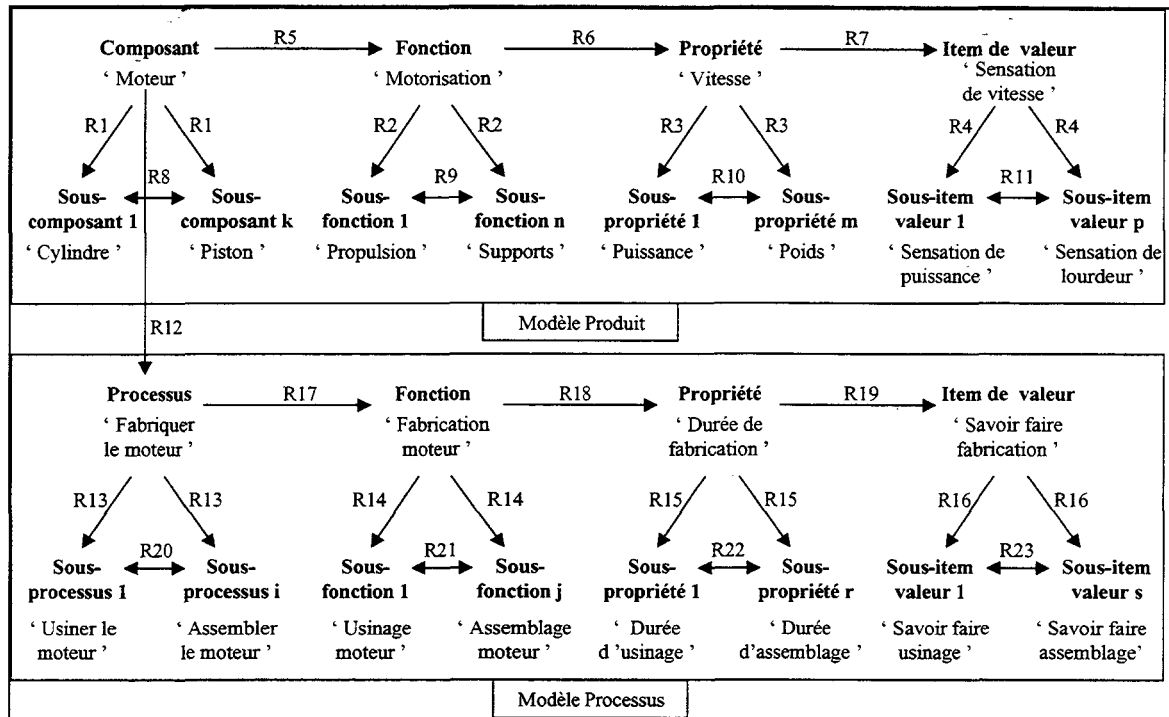 Composant R5 Fonction R6 Propriété R7 Item de valeur
‘ Moteur ’ ‘ Motorisation ’ ‘ Vitesse ’ ‘ Sensation
de vitesse ’
R1 R1 R2 R2 R3 R3 R4 R4
R8 R9 R10 R11
Sous- Sous- Sous- Sous- Sous- Sous- Sous-item Sous-item
composant 1 composant k fonction 1 fonction n propriété 1 propriété m valeur 1 valeur p
‘ Cylindre ’ ‘ Piston ’ ‘ Propulsion ’ ‘ Supports ’ ‘ Puissance ’ ‘ Poids ’ ‘ Sensation de ‘ Sensation de
puissance ’ lourdeur ’
Modèle Produit
R12
Processus R17 Fonction R18 Propriété R19 Item de valeur
‘ Fabriquer ‘ Fabrication ‘ Durée de ‘ Savoir faire
le moteur ’ moteur ’ fabrication ’ fabrication ’
R13 R13 R14 R14 R15 R15 R16 R16
R20 R21 R22 R23
Sous- Sous- Sous- Sous- Sous- Sous- Sous-item Sous-item
processus 1 processus i fonction 1 fonction j propriété 1 propriété r valeur 1 valeur s
‘ Usiner le ‘ Assembler ‘ Usinage ‘ Assemblage ‘ Durée ‘ Durée ‘ Savoir faire ‘ Savoir faire
moteur ’ le moteur ’ moteur ’ moteur ’ d ’usinage ’ d’assemblage ’ usinage ’ assemblage’
Modèle Processus